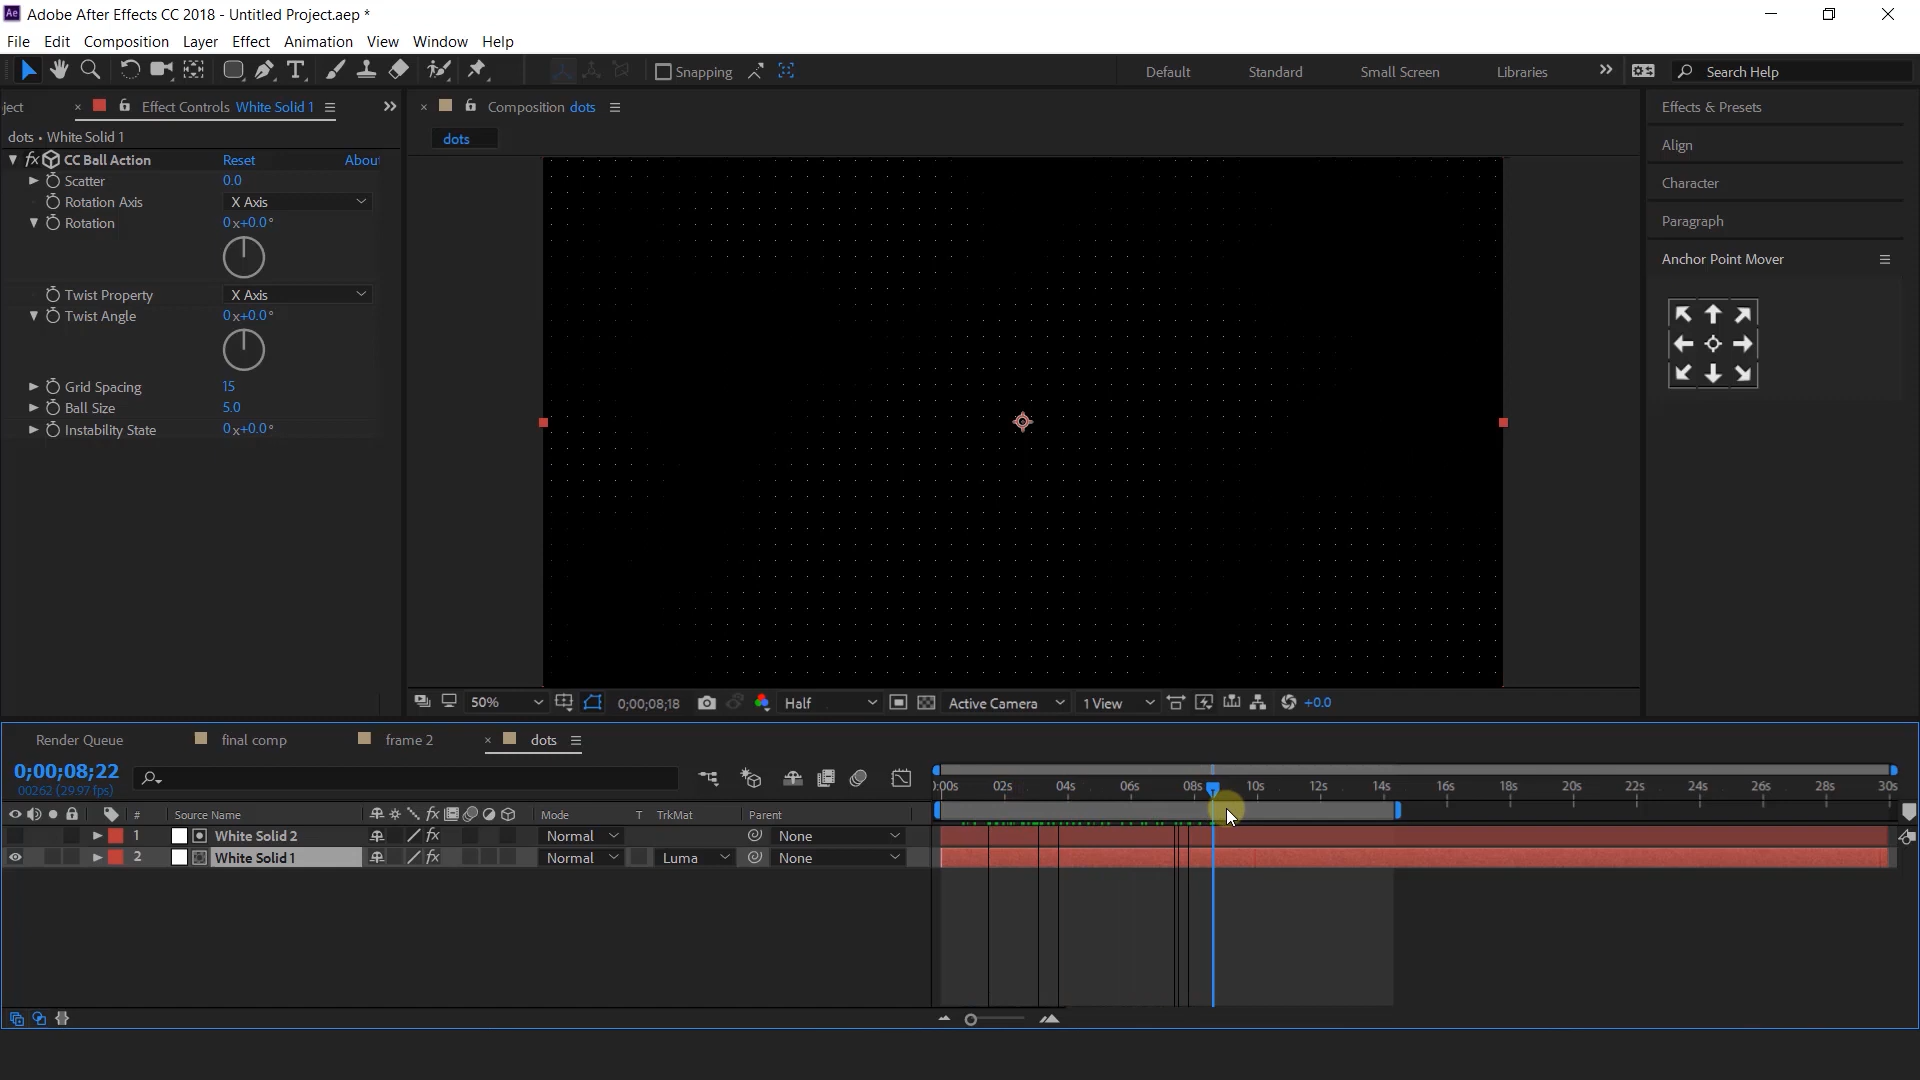 Ae Adobe After Effects CC 2018 - Untitled Project.aep *
File Edit Composition Layer Effect Animation View Window Help
Snapping Default Standard Small Screen Libraries Search Help
ject Effect Controls White Solid 1 Composition dots Effects & Presets
dots • White Solid 1
dots
Align
fx CC Ball Action Reset About
Scatter 0.0
Character
Rotation Axis X Axis
Rotation 0x+0.0°
Paragraph
Anchor Point Mover
Twist Property X Axis
Twist Angle 0x+0.0°
Grid Spacing 15
Ball Size 5.0
Instability State 0x+0.0°
50% 0;00;08;18 Half Active Camera 1 View +0.0
Render Queue final comp frame 2 dots
0;00;08;22
00262 (29.97 fps)
):00s 02s 04s 06s 08s 10s 12s 14s 16s 18s 20s 22s 24s 26s 28s 30s
# Source Name fx Mode T TrkMat Parent
1 White Solid 2 fx Normal None
2 White Solid 1 fx Normal Luma None